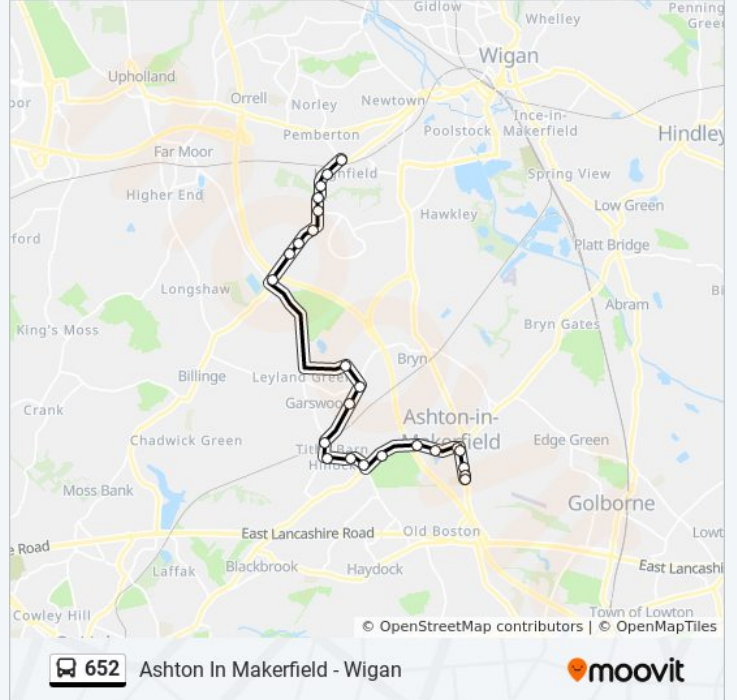 Gidlow
Penning
Green
Whelley
Wigan
Upholland
Orrell
Norley
Newtown
Ince-in-
Makerfield
Pemberton
Poolstock
Hindley
Far Moor
Spring View
Higher End
Low Green
Hawkley
Platt Bridge
Longshaw
Abram
King's Moss
Bryn Gates
Bryn
Billinge
Leyland Green
Garswood
Crank
Ashton-in-
Makerfield
Chadwick Green
Edge Green
Moss Bank
Golborne
East Lancashire Road
Old Boston
e Road
Lowt
Laffak
Blackbrook
Haydock
East Lancashi
Town of Lowton
Cowley Hill
© OpenStreetMap contributors | © OpenMapTiles
652 Ashton In Makerfield - Wigan
moovit